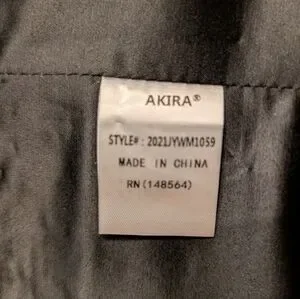 AKIRA®
STYLE#: 2021JYWM1059
MADE IN CHINA
RN(148564)